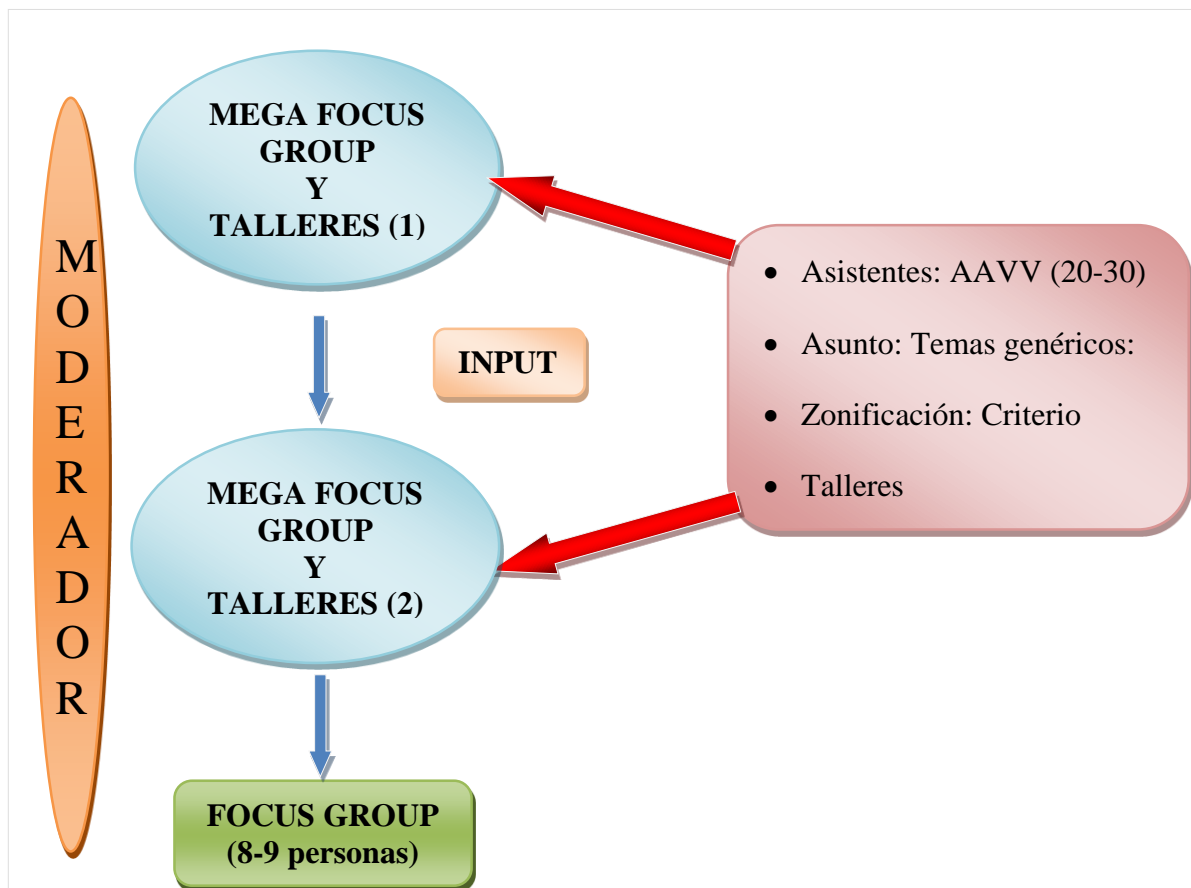 MODERADOR
MEGA FOCUS
GROUP
Y
TALLERES (1)
INPUT
MEGA FOCUS
GROUP
Y
TALLERES (2)
FOCUS GROUP
(8-9 personas)
• Asistentes: AAVV (20-30)
• Asunto: Temas genéricos:
• Zonificación: Criterio
• Talleres